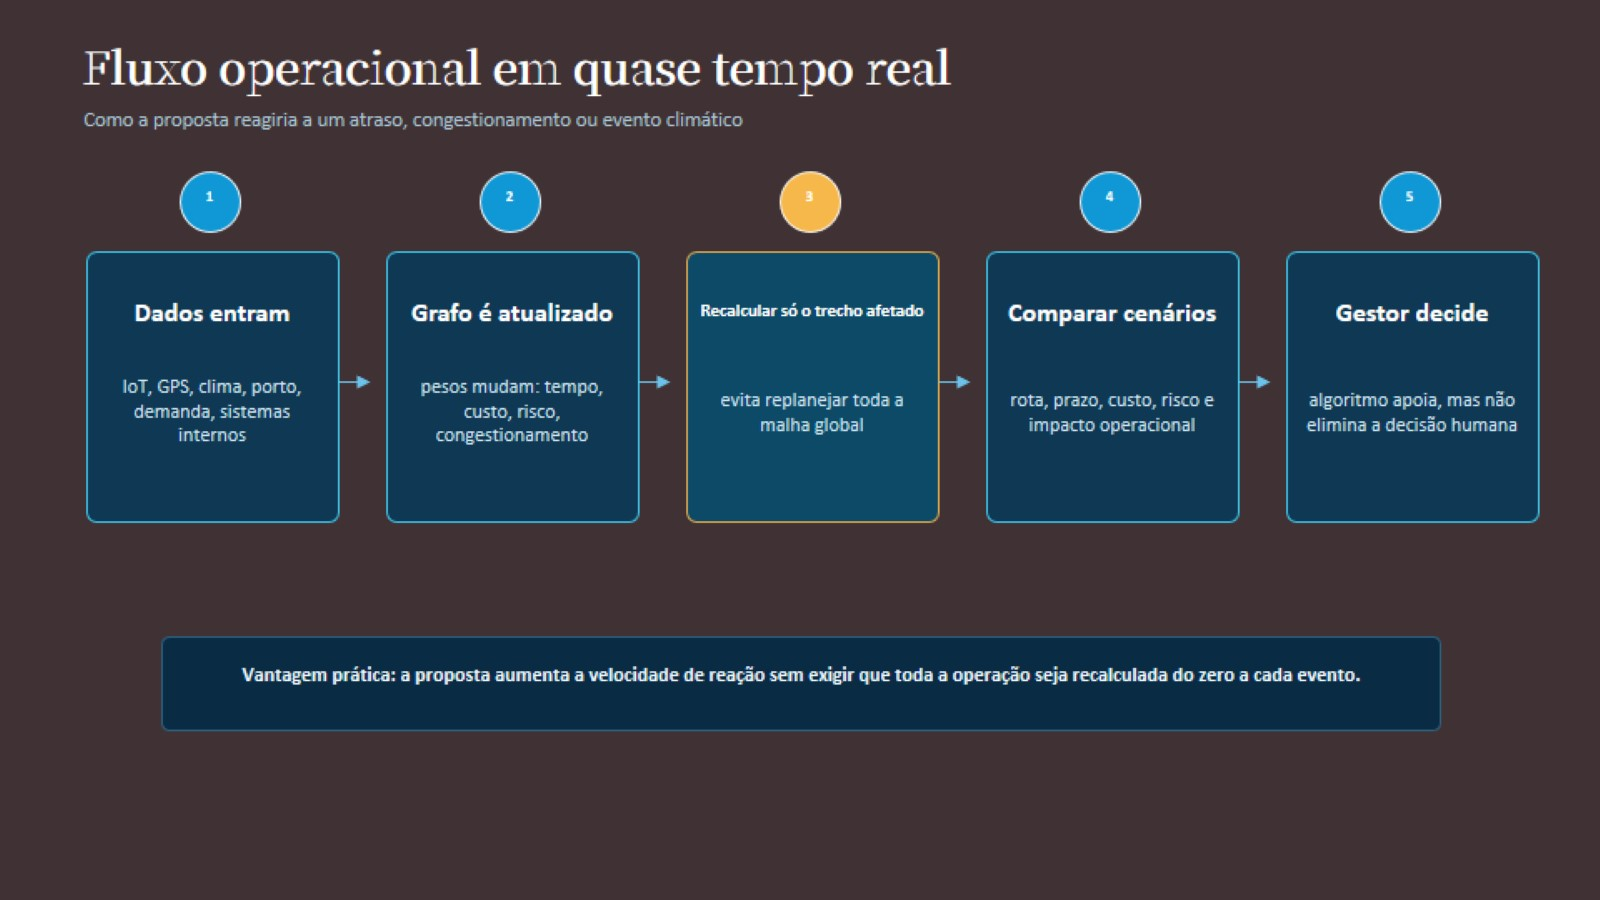 Fluxo operacional em quase tempo real
Como a proposta reagiria a um atraso, congestionamento ou evento climático
1
2
3
4
5
Dados entram
IoT, GPS, clima, porto,
demanda, sistemas
internos
Grafo é atualizado
pesos mudam: tempo,
custo, risco,
congestionamento
Recalcular só o trecho afetado
evita replanejar toda a
malha global
Comparar cenários
rota, prazo, custo, risco e
impacto operacional
Gestor decide
algoritmo apoia, mas não
elimina a decisão humana
Vantagem prática: a proposta aumenta a velocidade de reação sem exigir que toda a operação seja recalculada do zero a cada evento.